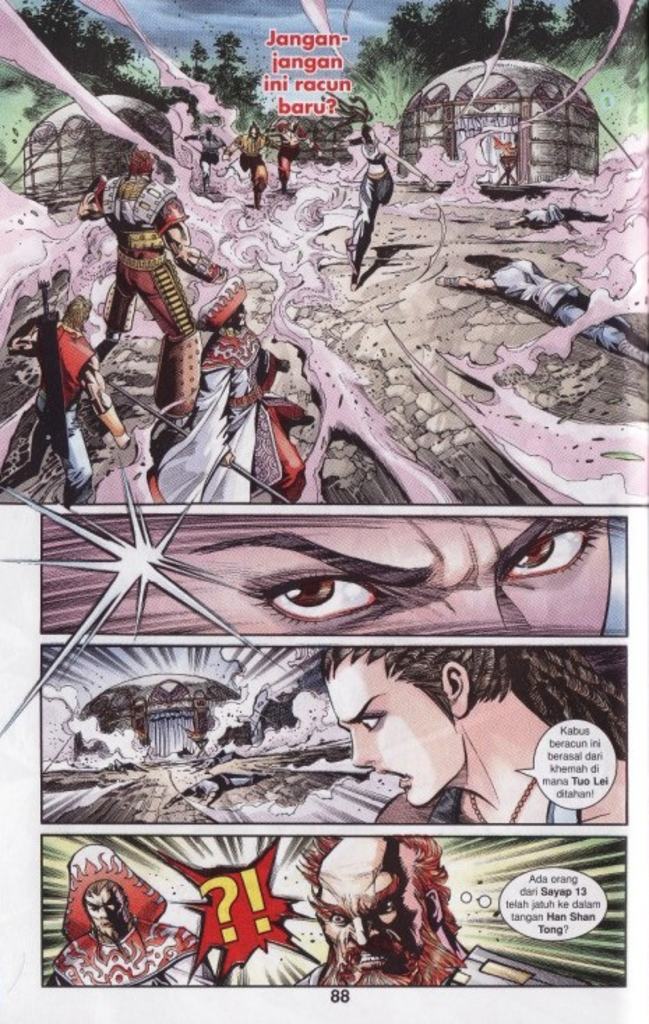 Jangan-
jangan
ini racun
baru?
Kabus
beracun ini
berasal dari
khemah di
mana Tuo Lei
ditahan!
?!
Ada orang
dari Sayap 13
telah jatuh ke dalam
tangan Han Shan
Tong?
88